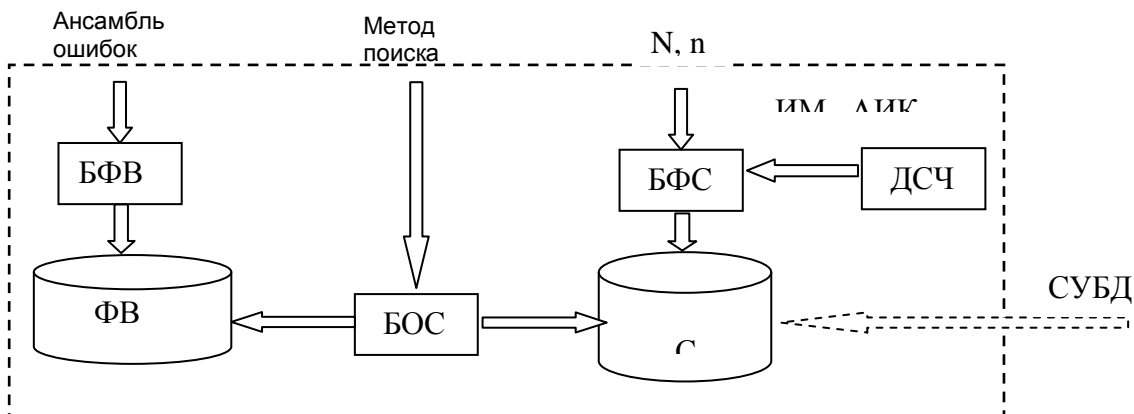 Ансамбль
ошибок
Метод
поиска
N, n
БФВ
БФС
ДСЧ
ФВ
БОС
СУБД